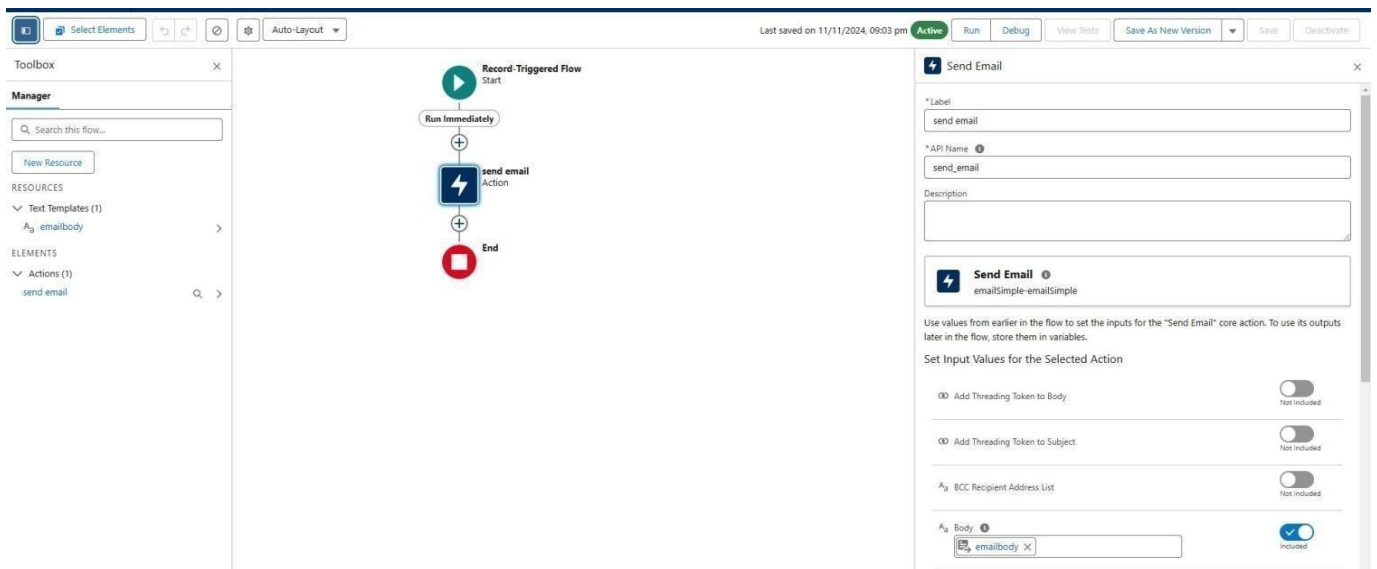 Select Elements
Auto-Layout
Last saved on 11/11/2024, 09:03 pm
Active
Run
Debug
View Tests
Save As New Version
Save
Deactivate
Toolbox
Manager
Search this flow...
New Resource
RESOURCES
Text Templates (1)
emailbody
ELEMENTS
Actions (1)
send email
Record-Triggered Flow
Start
Run Immediately
send email
Action
End
Send Email
*Label
send email
*API Name
send_email
Description
Send Email
emailSimple-emailSimple
Use values from earlier in the flow to set the inputs for the "Send Email" core action. To use its outputs
later in the flow, store them in variables.
Set Input Values for the Selected Action
Add Threading Token to Body
Not Included
Add Threading Token to Subject
Not Included
Aa BCC Recipient Address List
Not Included
Aa Body
emailbody
Included